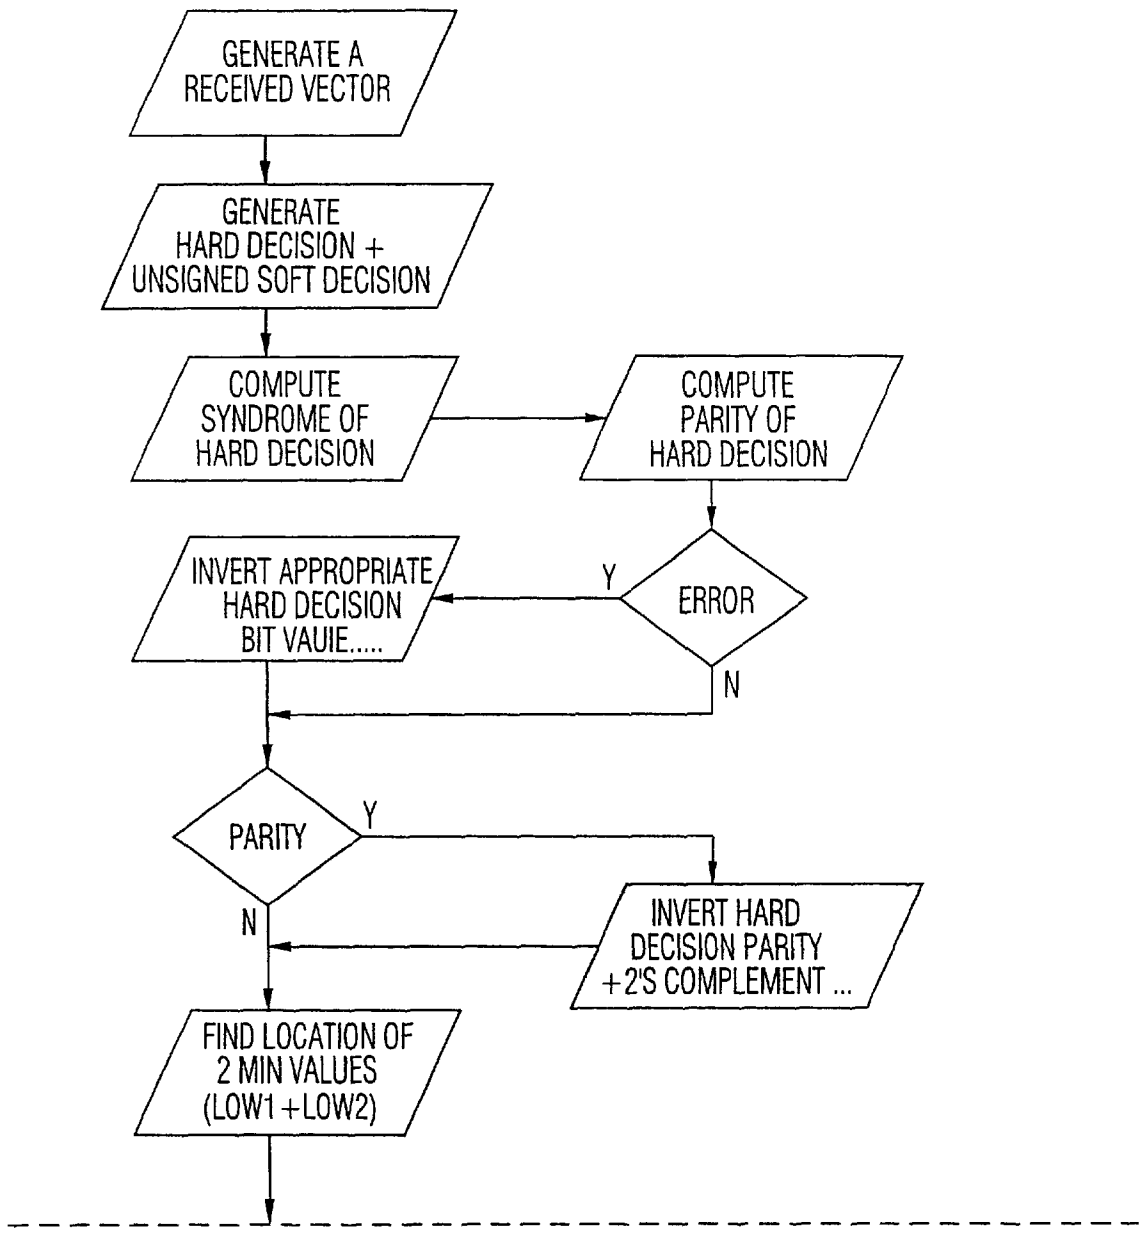 GENERATE A
RECEIVED VECTOR
GENERATE
HARD DECISION +
UNSIGNED SOFT DECISION
COMPUTE
SYNDROME OF
HARD DECISION
COMPUTE
PARITY OF
HARD DECISION
ERROR
Y
N
INVERT APPROPRIATE
HARD DECISION
BIT VAUIE.....
PARITY
Y
N
INVERT HARD
DECISION PARITY
+2'S COMPLEMENT ...
FIND LOCATION OF
2 MIN VALUES
(LOW1+LOW2)